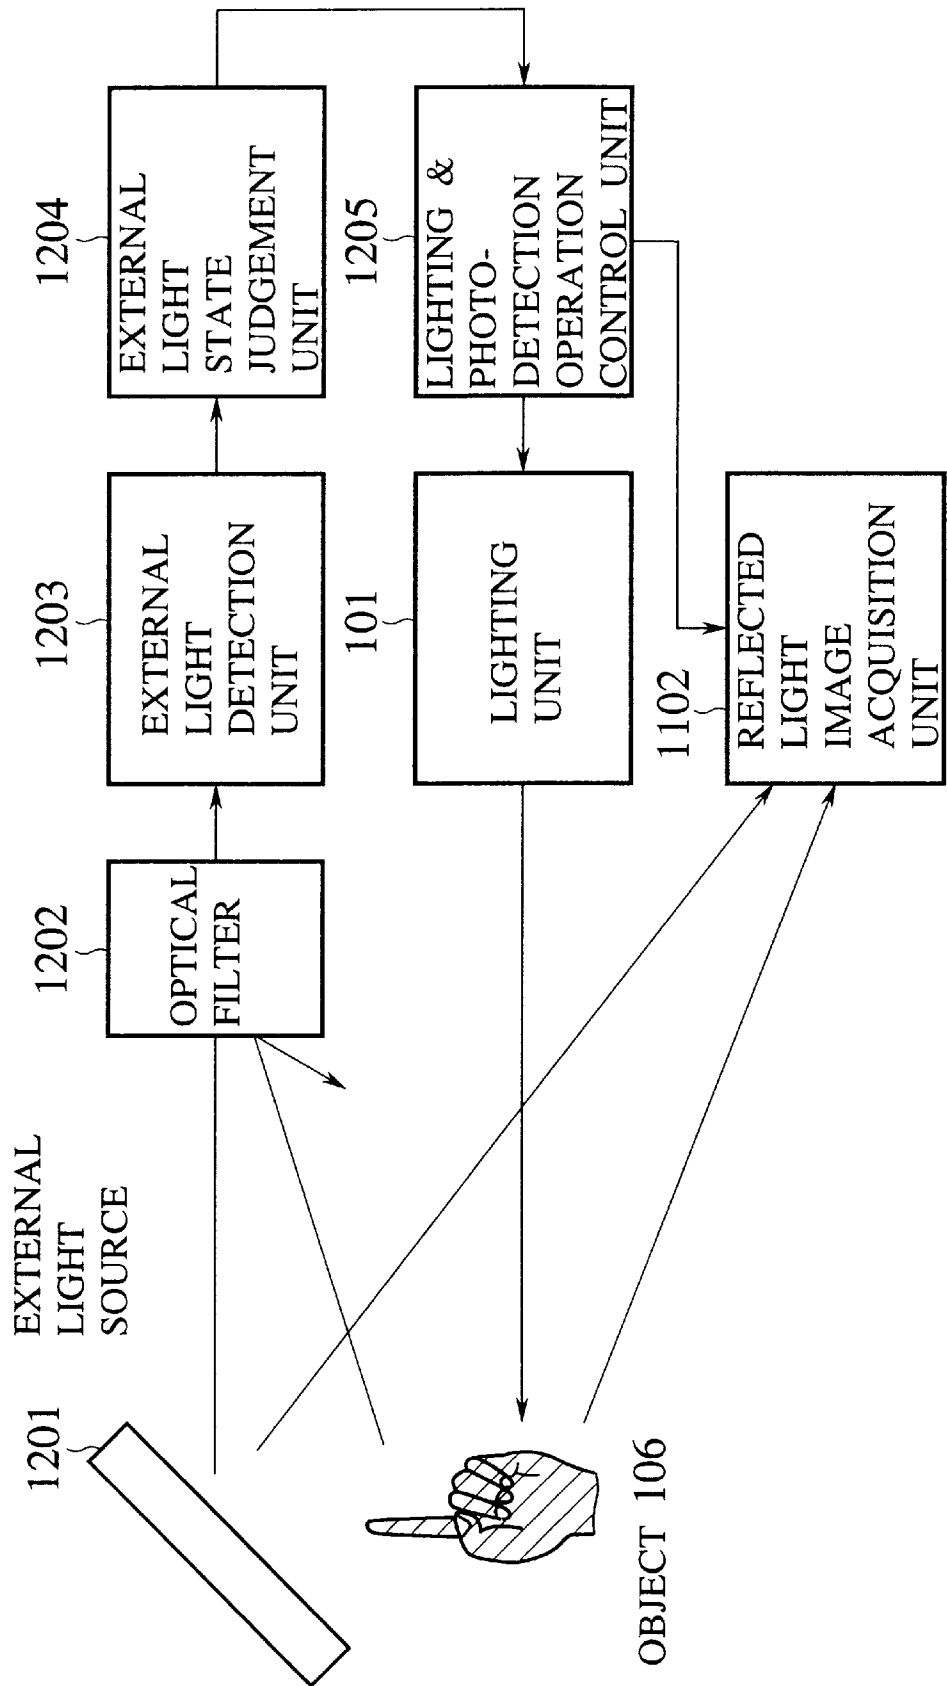 1201
EXTERNAL
LIGHT
SOURCE
1202
OPTICAL
FILTER
1203
EXTERNAL
LIGHT
DETECTION
UNIT
1204
EXTERNAL
LIGHT
STATE
JUDGEMENT
UNIT
OBJECT 106
101
LIGHTING
UNIT
1205
LIGHTING &
PHOTO-
DETECTION
OPERATION
CONTROL UNIT
1102
REFLECTED
LIGHT
IMAGE
ACQUISITION
UNIT